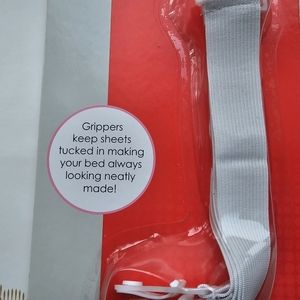 Grippers
keep sheets
tucked in making
your bed always
looking neatly
made!